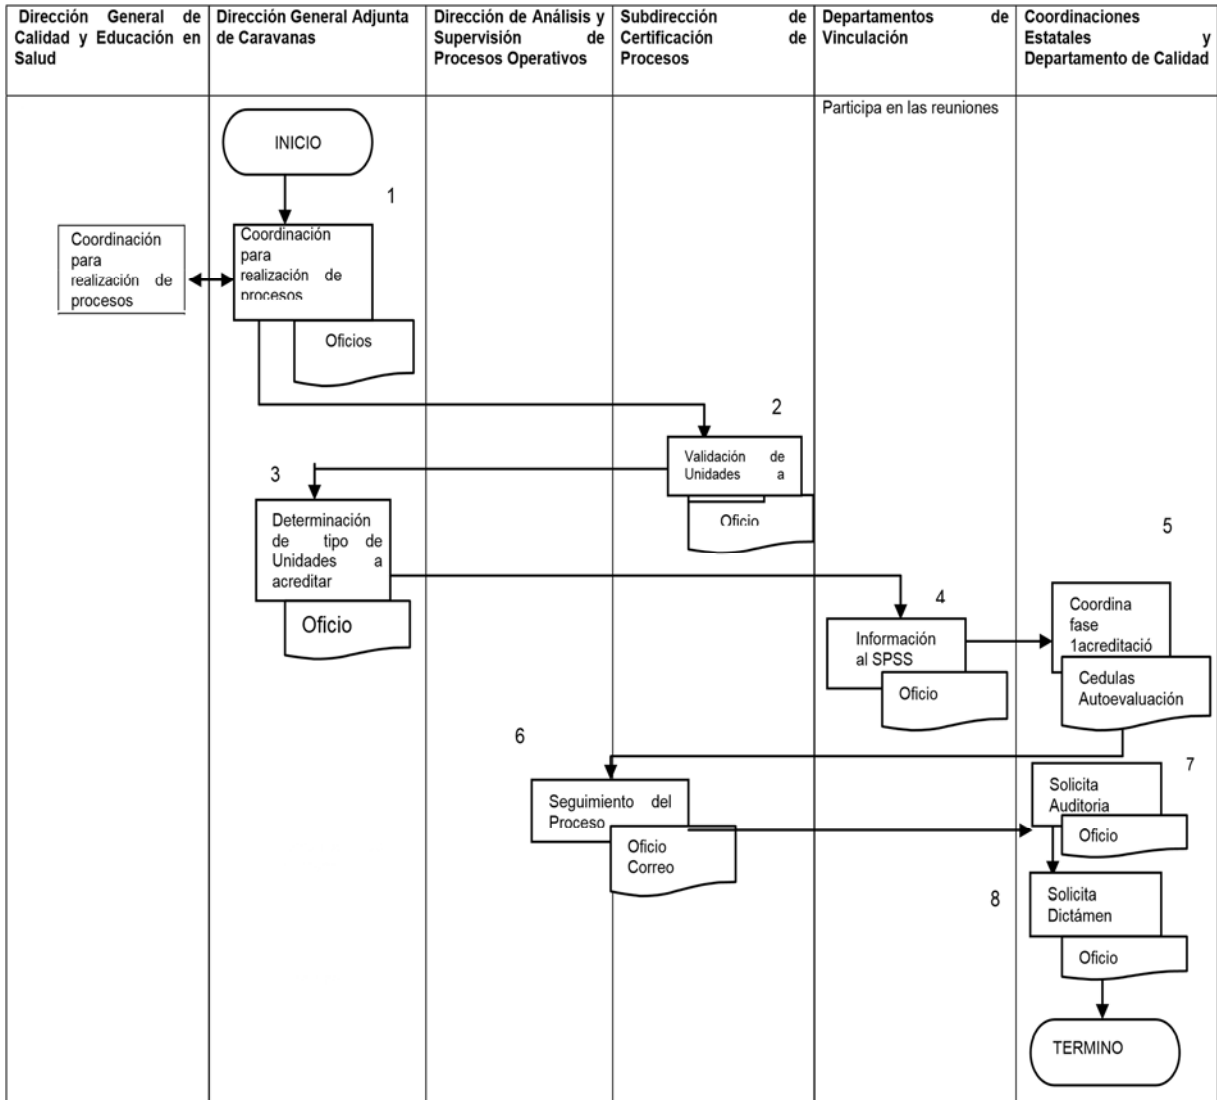 Dirección General de
Calidad y Educación en
Salud
Dirección General Adjunta
de Caravanas
Dirección de Análisis y
Supervisión de
Procesos Operativos
Subdirección de
Certificación de
Procesos
Departamentos de
Vinculación
Coordinaciones
Estatales y
Departamento de Calidad
Participa en las reuniones
INICIO
1
Coordinación
para
realización de
procesos
Coordinación
para
realización de
procesos
Oficios
2
Validación de
Unidades a
Oficio
3
Determinación
de tipo de
Unidades a
acreditar
Oficio
4
Información
al SPSS
Oficio
5
Coordina
fase
1acreditació
Cedulas
Autoevaluación
6
Seguimiento del
Proceso
Oficio
Correo
7
Solicita
Auditoria
Oficio
8
Solicita
Dictámen
Oficio
TERMINO